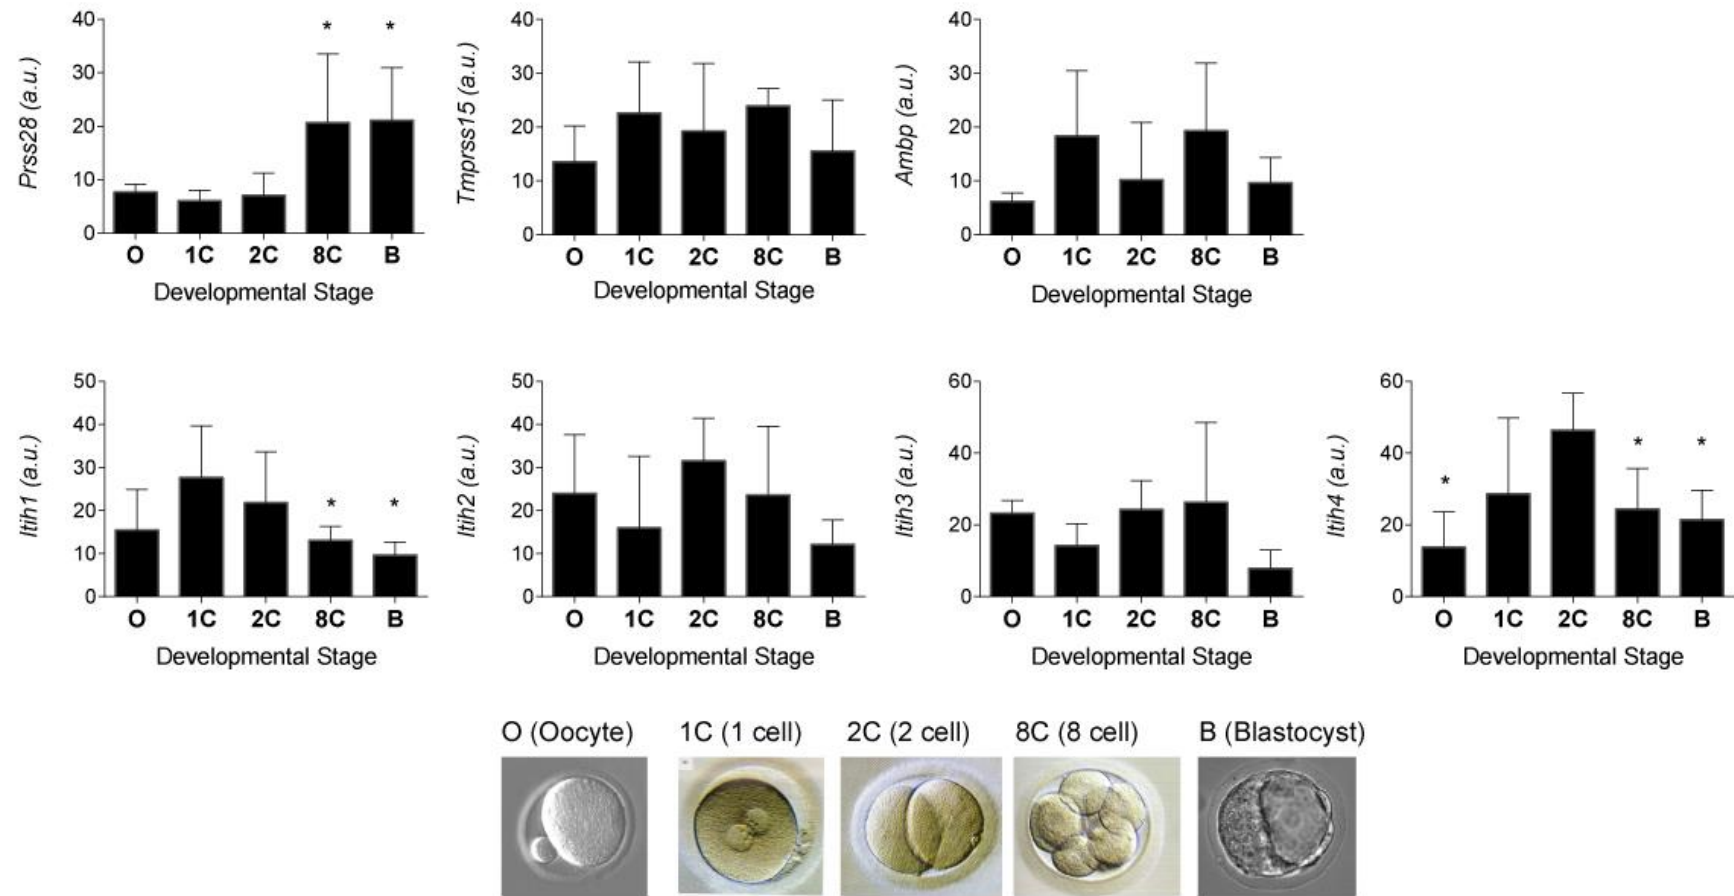 40
30
20
10
0
Prss28 (a.u.)
* *
O 1C 2C 8C B
Developmental Stage
40
30
20
10
0
Tmprss15 (a.u.)
O 1C 2C 8C B
Developmental Stage
40
30
20
10
0
Ambp (a.u.)
O 1C 2C 8C B
Developmental Stage
50
40
30
20
10
0
Itih1 (a.u.)
* *
O 1C 2C 8C B
Developmental Stage
50
40
30
20
10
0
Itih2 (a.u.)
O 1C 2C 8C B
Developmental Stage
60
40
20
0
Itih3 (a.u.)
O 1C 2C 8C B
Developmental Stage
60
40
20
0
Itih4 (a.u.)
* * *
O 1C 2C 8C B
Developmental Stage
O (Oocyte) 1C (1 cell) 2C (2 cell) 8C (8 cell) B (Blastocyst)